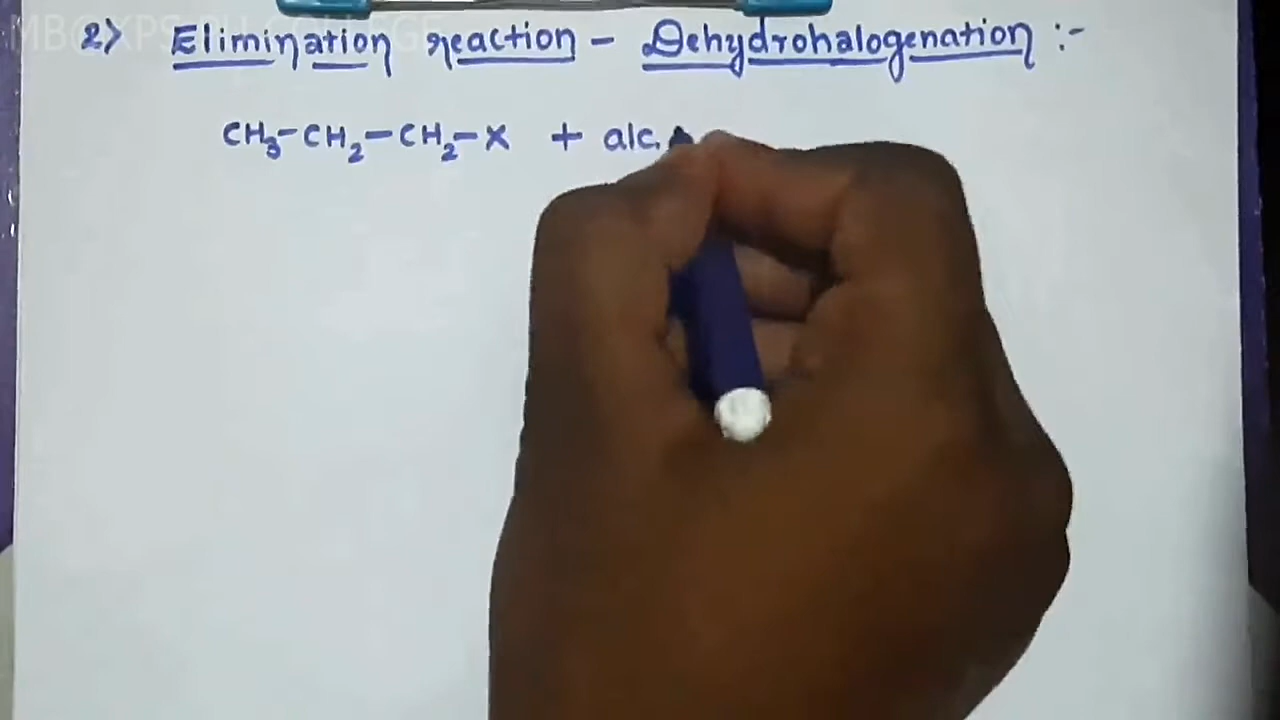 2) Elimination reaction - Dehydrohalogenation :-
CH₃-CH₂-CH₂-X + alc.